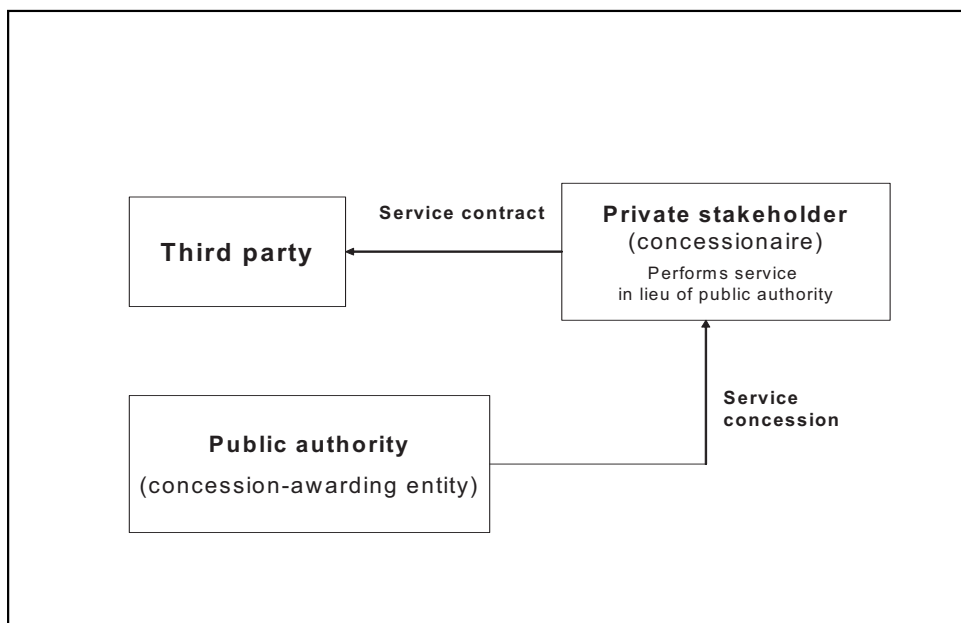 Service contract
Third party
Private stakeholder
(concessionaire)
Performs service
in lieu of public authority
Public authority
(concession-awarding entity)
Service
concession